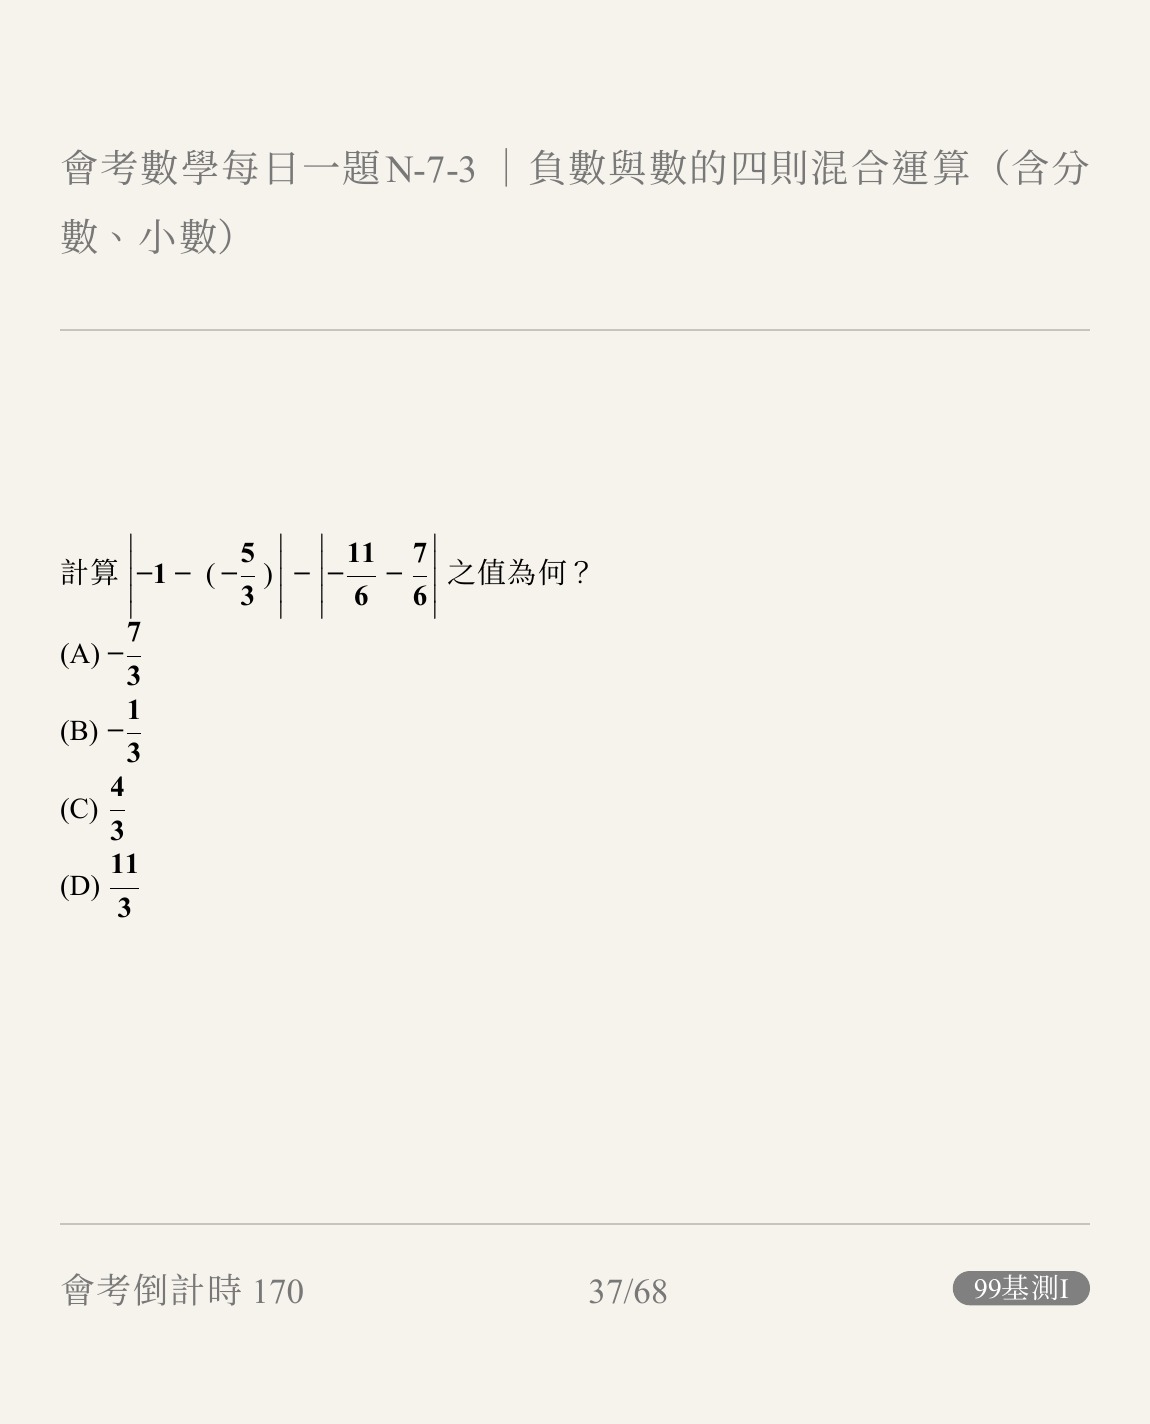 會考數學每日一題N-7-3 ｜負數與數的四則混合運算（含分
數、小數）
計算 |−1 − (−5/3)| − |−11/6 − 7/6| 之值為何？
(A) −7/3
(B) −1/3
(C) 4/3
(D) 11/3
會考倒計時 170 37/68 99基測I